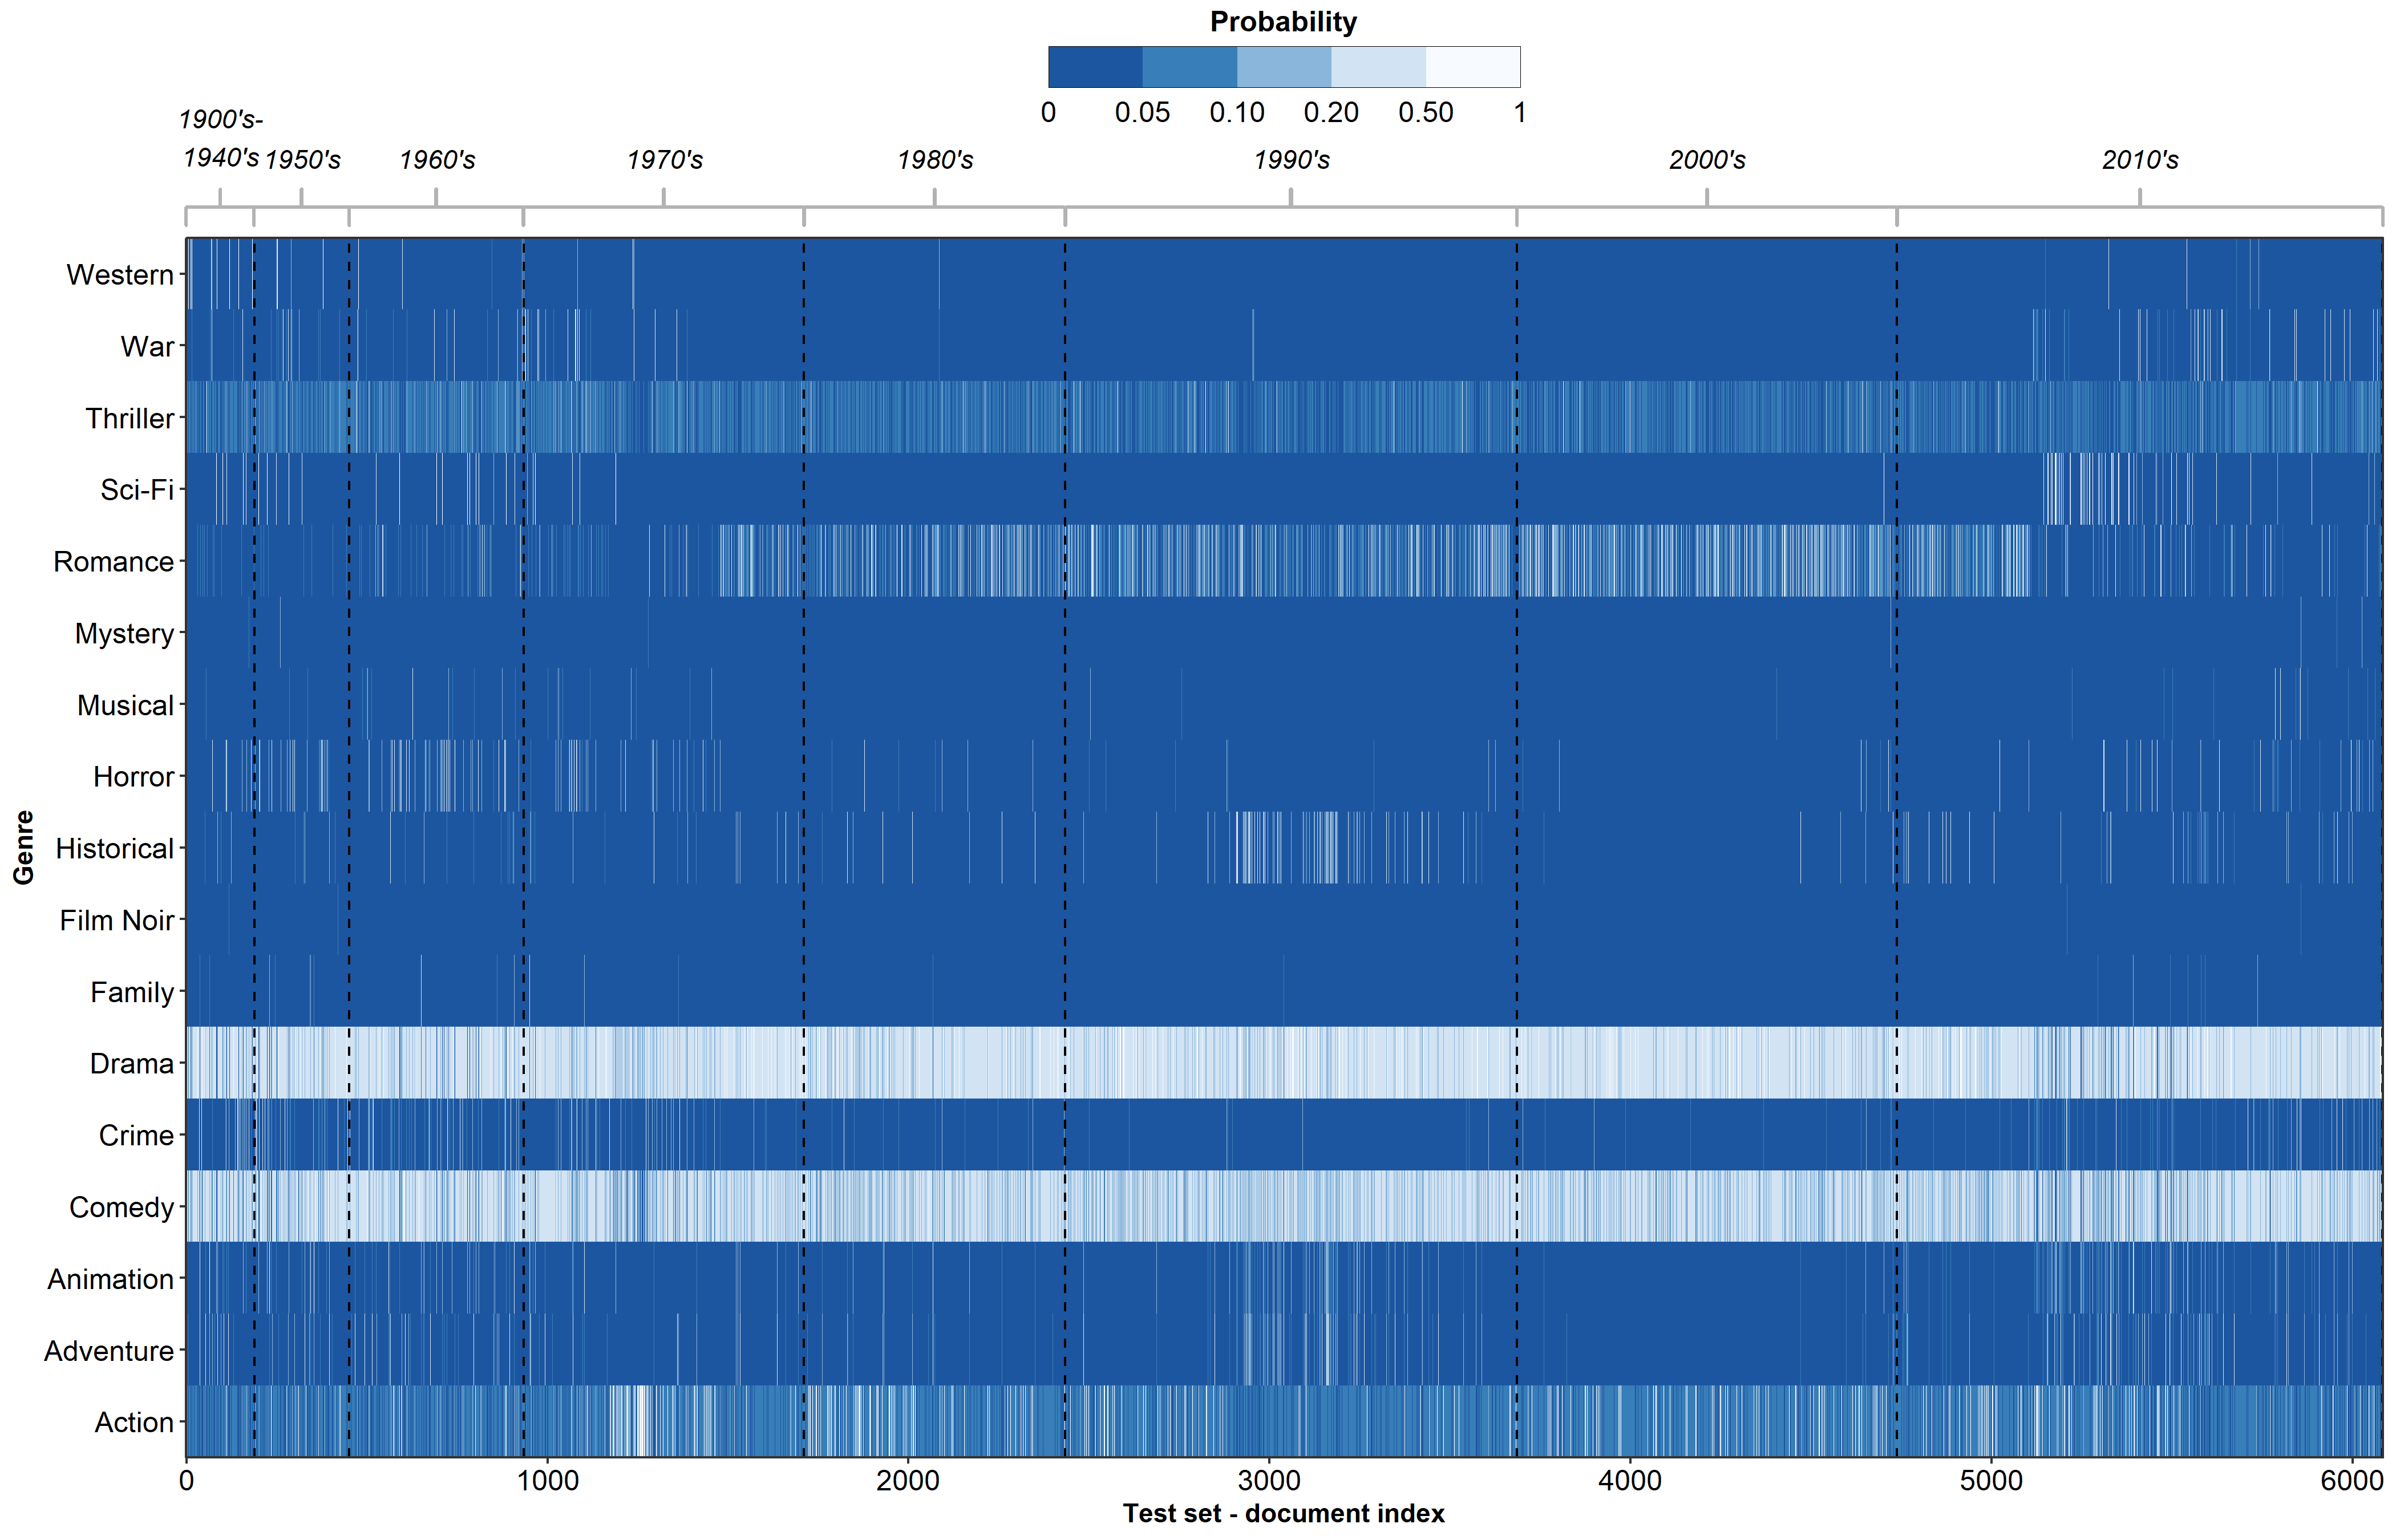 Probability
0 0.05 0.10 0.20 0.50 1
1900's-
1940's 1950's 1960's 1970's 1980's 1990's 2000's 2010's
Western
War
Thriller
Sci-Fi
Romance
Mystery
Musical
Horror
Historical
Film Noir
Family
Drama
Crime
Comedy
Animation
Adventure
Action
Genre
0 1000 2000 3000 4000 5000 6000
Test set - document index